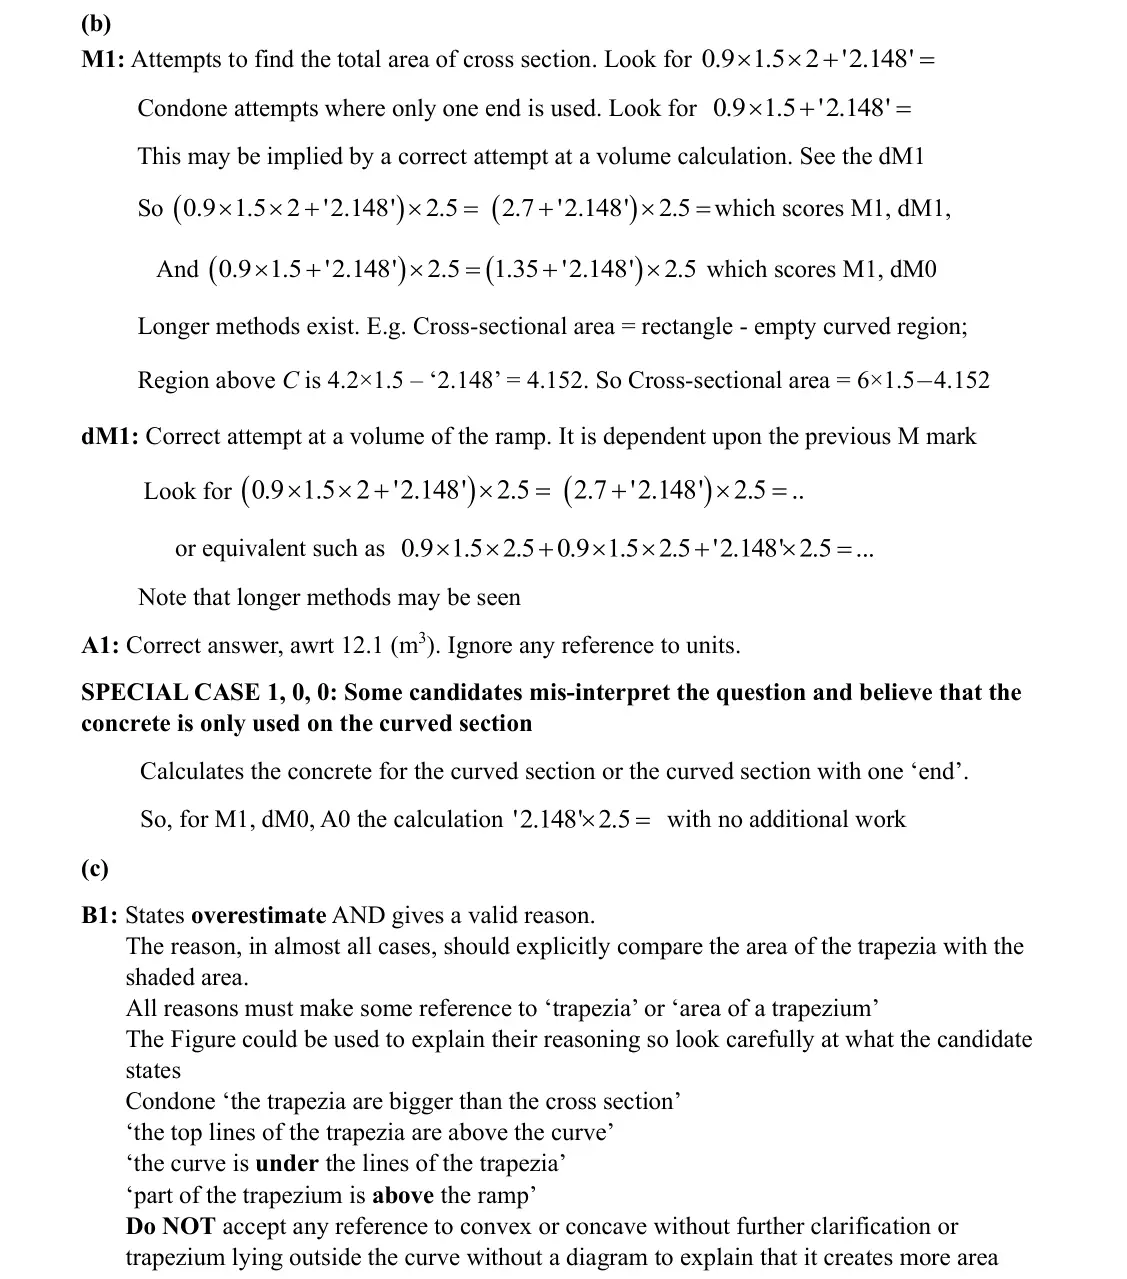 (b)
M1: Attempts to find the total area of cross section. Look for 0.9×1.5×2+'2.148'=
Condone attempts where only one end is used. Look for 0.9×1.5+'2.148'=
This may be implied by a correct attempt at a volume calculation. See the dM1
So (0.9×1.5×2+'2.148')×2.5= (2.7+'2.148')×2.5=which scores M1, dM1,
And (0.9×1.5+'2.148')×2.5=(1.35+'2.148')×2.5 which scores M1, dM0
Longer methods exist. E.g. Cross-sectional area = rectangle - empty curved region;
Region above C is 4.2×1.5 – ‘2.148’ = 4.152. So Cross-sectional area = 6×1.5–4.152
dM1: Correct attempt at a volume of the ramp. It is dependent upon the previous M mark
Look for (0.9×1.5×2+'2.148')×2.5= (2.7+'2.148')×2.5=..
or equivalent such as 0.9×1.5×2.5+0.9×1.5×2.5+'2.148'×2.5=...
Note that longer methods may be seen
A1: Correct answer, awrt 12.1 (m³). Ignore any reference to units.
SPECIAL CASE 1, 0, 0: Some candidates mis-interpret the question and believe that the
concrete is only used on the curved section
Calculates the concrete for the curved section or the curved section with one ‘end’.
So, for M1, dM0, A0 the calculation '2.148'×2.5= with no additional work
(c)
B1: States overestimate AND gives a valid reason.
The reason, in almost all cases, should explicitly compare the area of the trapezia with the
shaded area.
All reasons must make some reference to ‘trapezia’ or ‘area of a trapezium’
The Figure could be used to explain their reasoning so look carefully at what the candidate
states
Condone ‘the trapezia are bigger than the cross section’
‘the top lines of the trapezia are above the curve’
‘the curve is under the lines of the trapezia’
‘part of the trapezium is above the ramp’
Do NOT accept any reference to convex or concave without further clarification or
trapezium lying outside the curve without a diagram to explain that it creates more area